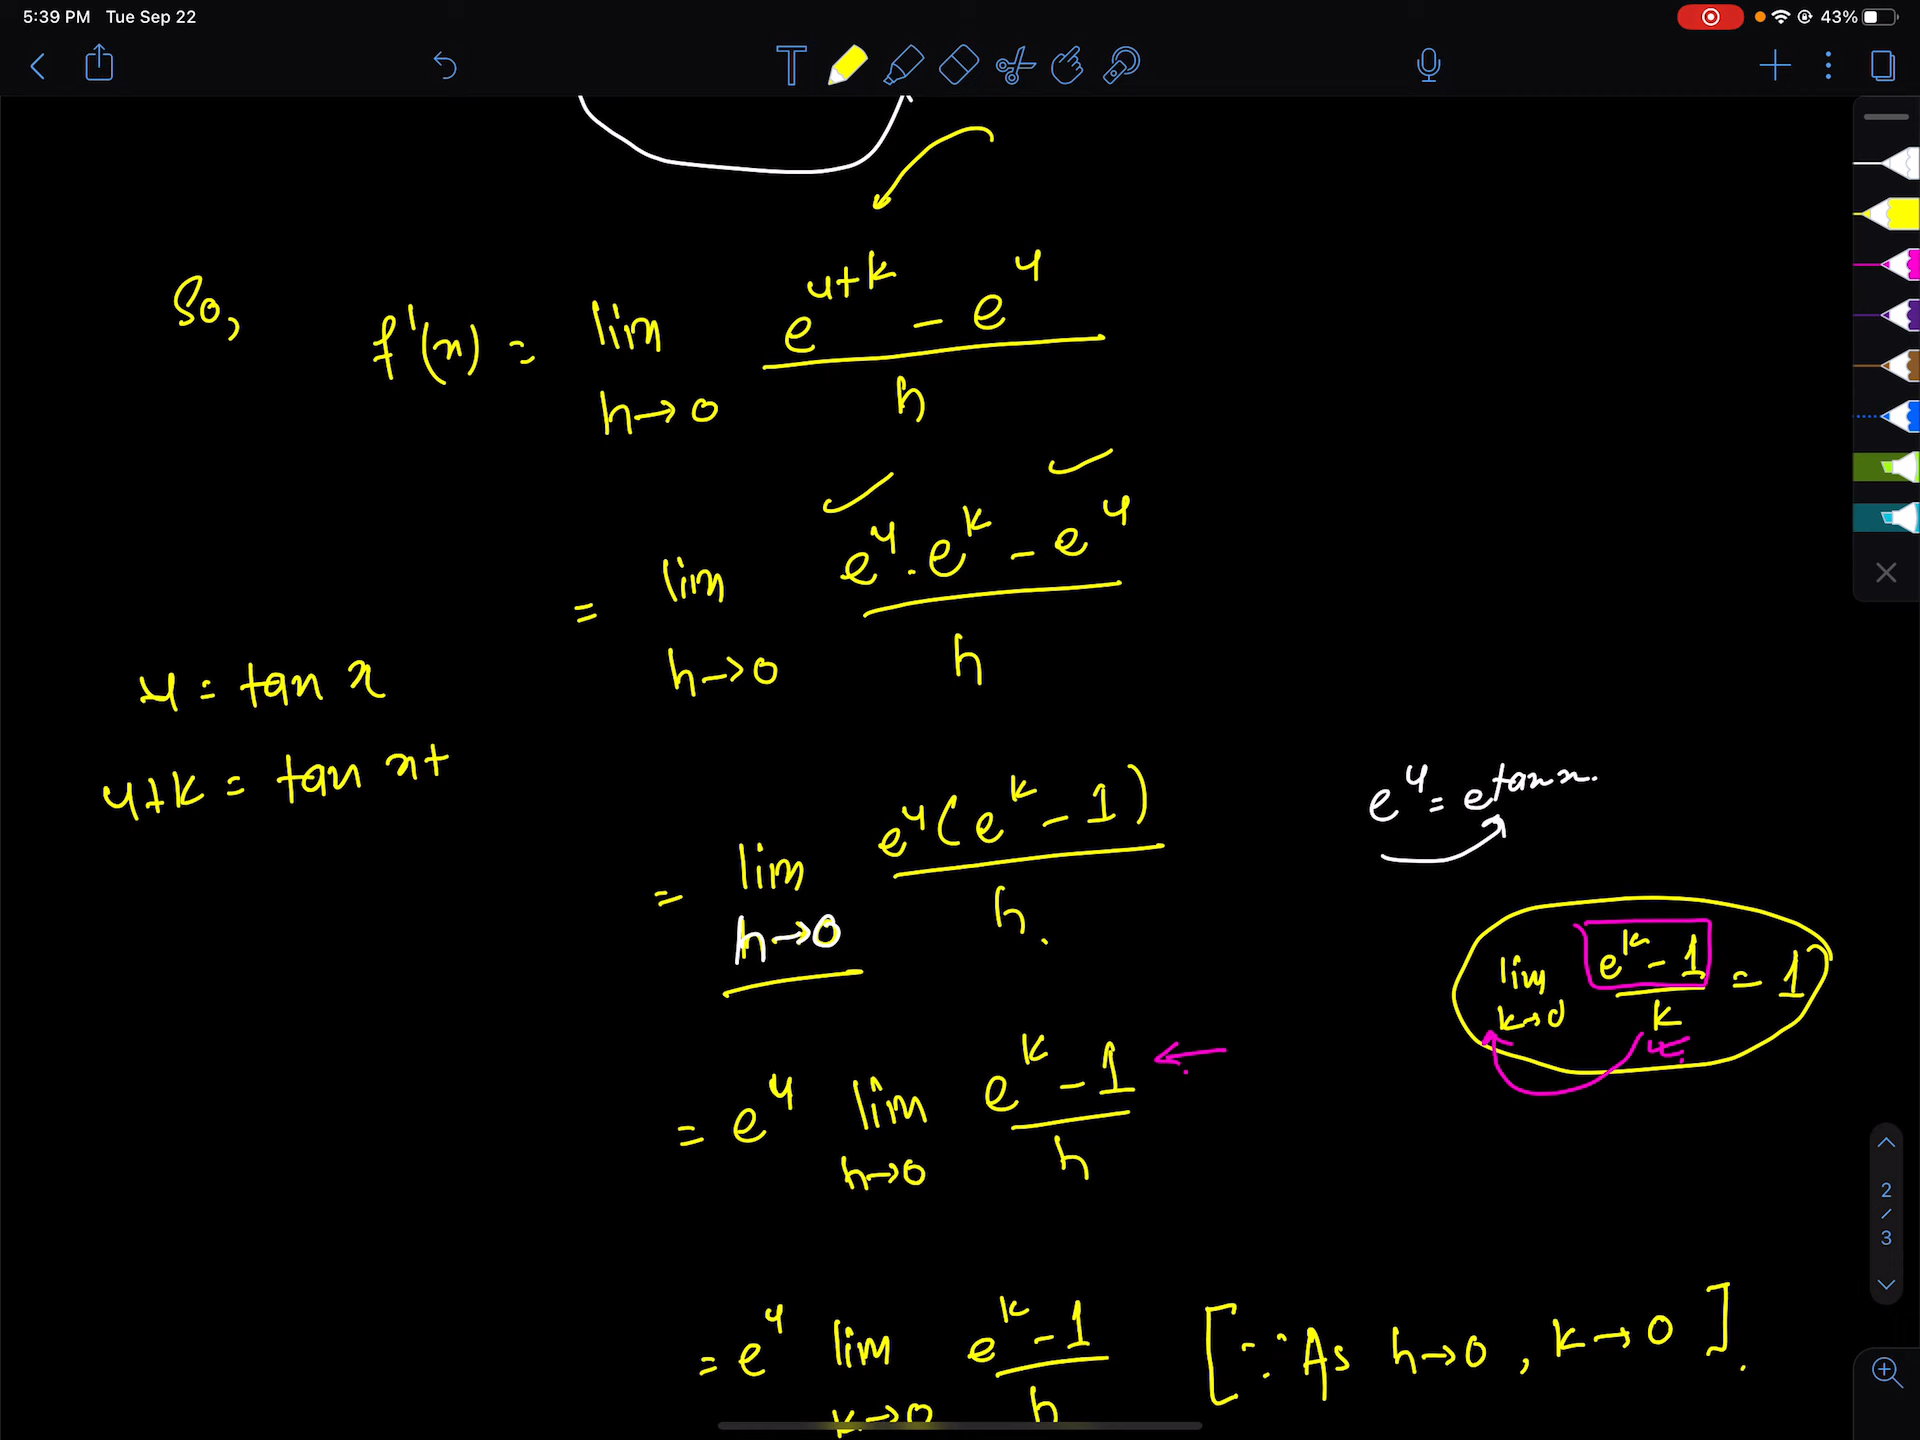 5:39 PM Tue Sep 22
43%
So, f'(x) = lim h→0 (e^(y+k) - e^y) / h
= lim h→0 (e^y . e^k - e^y) / h
y = tan x
y+k = tan x+
= lim h→0 e^y (e^k - 1) / h.
e^y = e^tan x.
lim k→0 (e^k - 1) / k = 1
= e^y lim h→0 (e^k - 1) / h
2 / 3
= e^y lim k→0 (e^k - 1) / h [∵ As h→0, k→0].